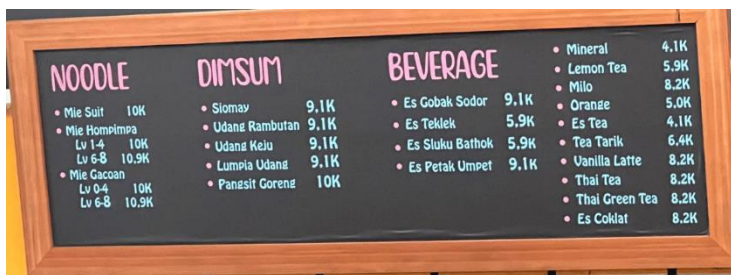 NOODLE
• Mie Suit 10K
• Mie Hompimpa
Lv 1-4 10K
Lv 6-8 10.9K
• Mie Gacoan
Lv 0-4 10K
Lv 6-8 10.9K
DIMSUM
• Siomay 9.1K
• Udang Rambutan 9.1K
• Udang Keju 9.1K
• Lumpia Udang 9.1K
• Pangsit Goreng 10K
BEVERAGE
• Es Gobak Sodor 9.1K
• Es Teklek 5.9K
• Es Sluku Bathok 5.9K
• Es Petak Umpet 9.1K
• Mineral 4.1K
• Lemon Tea 5.9K
• Milo 8.2K
• Orange 5.0K
• Es Tea 4.1K
• Tea Tarik 6.4K
• Vanilla Latte 8.2K
• Thai Tea 8.2K
• Thai Green Tea 8.2K
• Es Coklat 8.2K